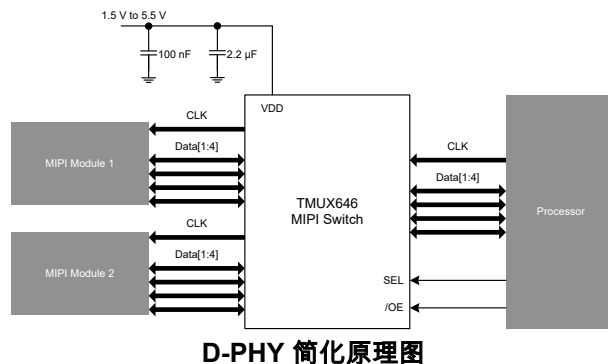 1.5 V to 5.5 V
100 nF
2.2 µF
VDD
CLK
MIPI Module 1
Data[1:4]
CLK
MIPI Module 2
Data[1:4]
TMUX646
MIPI Switch
CLK
Data[1:4]
Processor
SEL
/OE
D-PHY 简化原理图